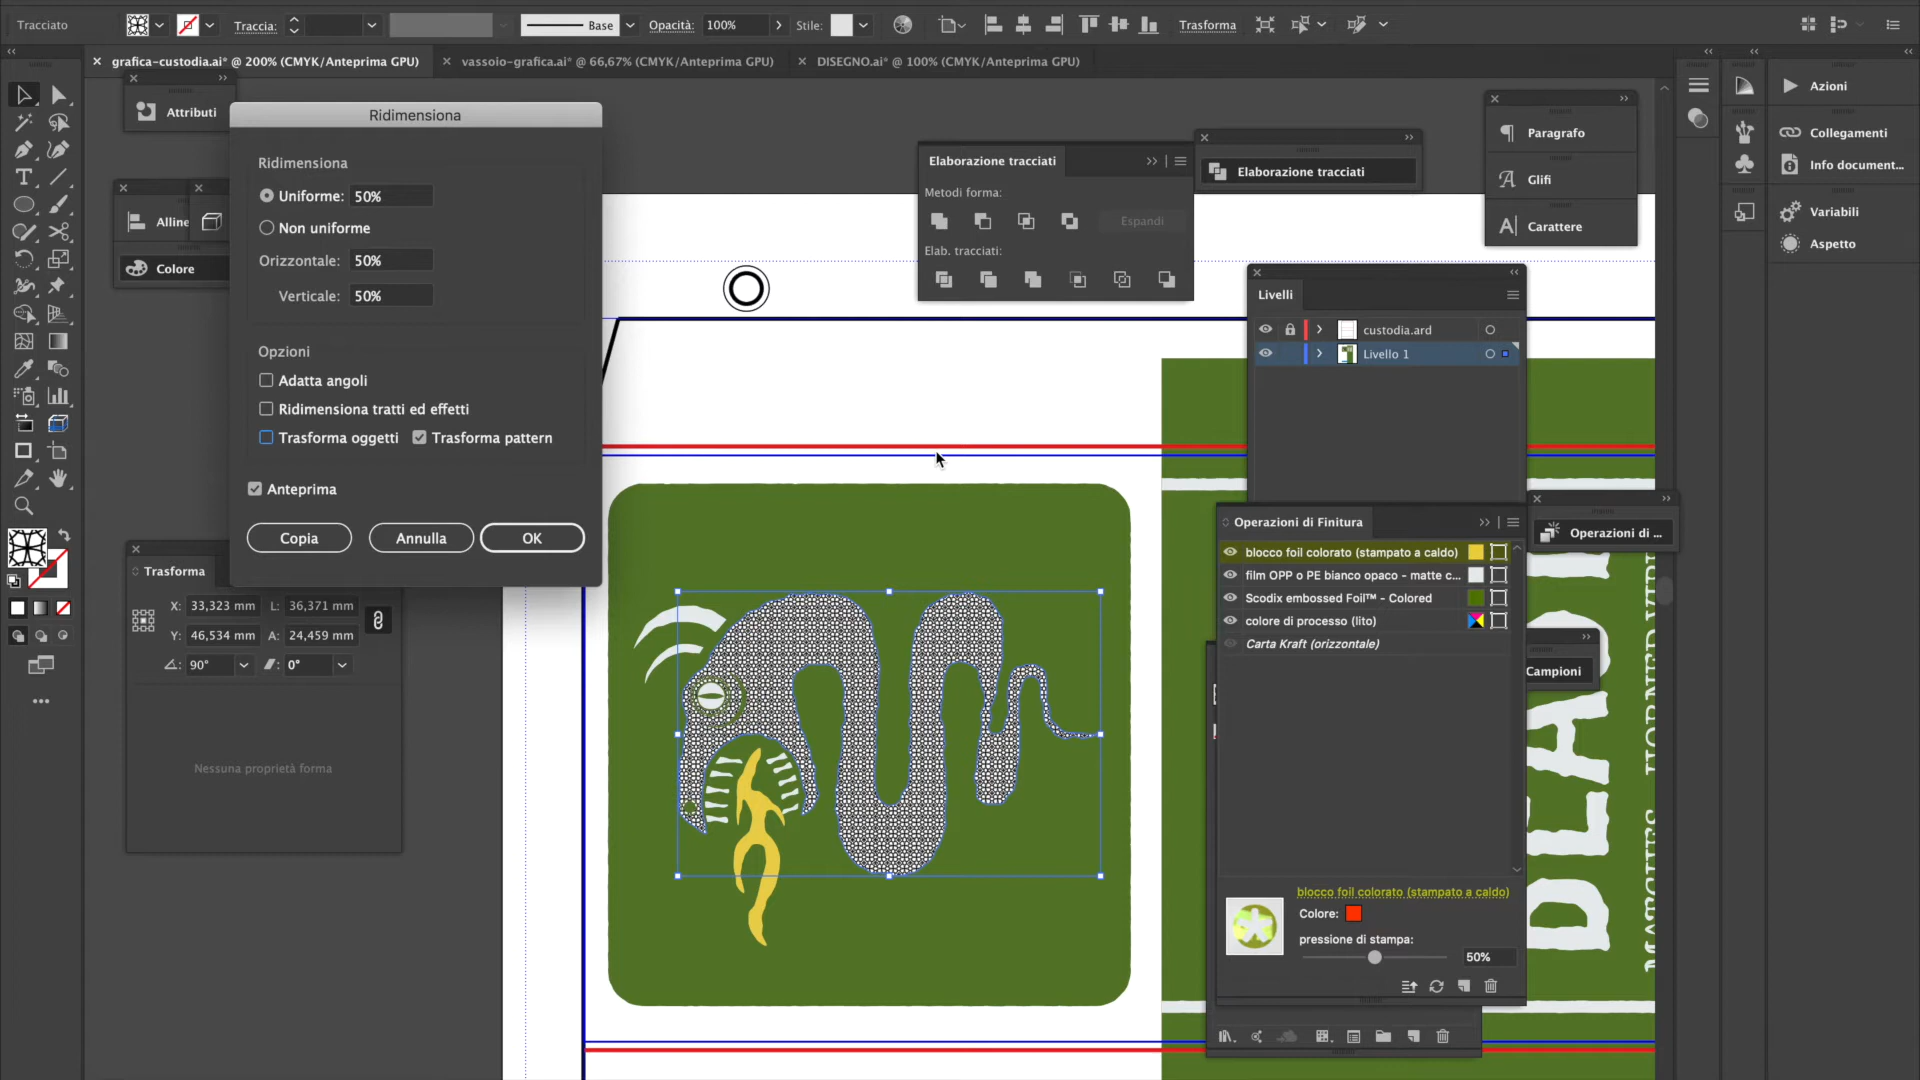 Tracciato
Traccia:
Base
Opacità: 100%
Stile:
Trasforma
grafica-custodia.ai* @ 200% (CMYK/Anteprima GPU)
vassoio-grafica.ai* @ 66,67% (CMYK/Anteprima GPU)
DISEGNO.ai* @ 100% (CMYK/Anteprima GPU)
Attributi
Alline
Colore
Ridimensiona
Ridimensiona
Uniforme: 50%
Non uniforme
Orizzontale: 50%
Verticale: 50%
Opzioni
Adatta angoli
Ridimensiona tratti ed effetti
Trasforma oggetti
Trasforma pattern
Anteprima
Copia
Annulla
OK
Trasforma
X: 33,323 mm
L: 36,371 mm
Y: 46,534 mm
A: 24,459 mm
90°
0°
Nessuna proprietà forma
Elaborazione tracciati
Metodi forma:
Espandi
Elab. tracciati:
Elaborazione tracciati
Paragrafo
Glifi
Carattere
Azioni
Collegamenti
Info document...
Variabili
Aspetto
Livelli
custodia.ard
Livello 1
Operazioni di Finitura
blocco foil colorato (stampato a caldo)
film OPP o PE bianco opaco - matte c...
Scodix embossed Foil™ - Colored
colore di processo (lito)
Carta Kraft (orizzontale)
blocco foil colorato (stampato a caldo)
Colore:
pressione di stampa:
50%
Operazioni di ...
Campioni